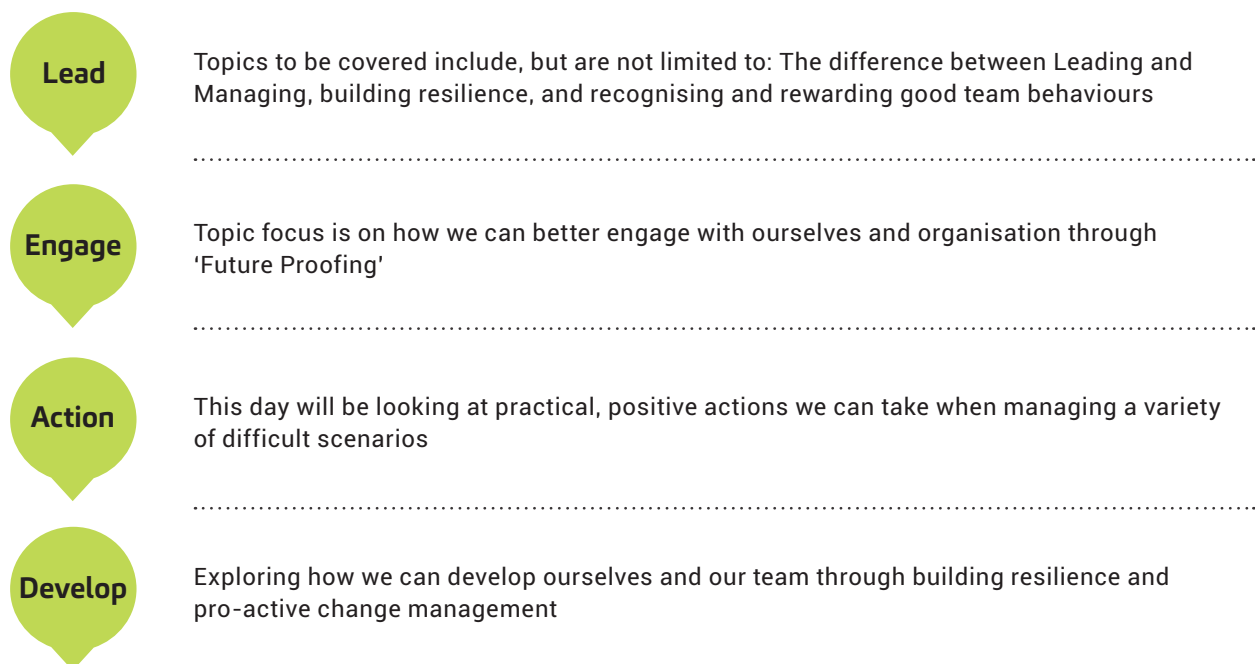 Lead
Topics to be covered include, but are not limited to: The difference between Leading and
Managing, building resilience, and recognising and rewarding good team behaviours
Engage
Topic focus is on how we can better engage with ourselves and organisation through
‘Future Proofing’
Action
This day will be looking at practical, positive actions we can take when managing a variety
of difficult scenarios
Develop
Exploring how we can develop ourselves and our team through building resilience and
pro-active change management